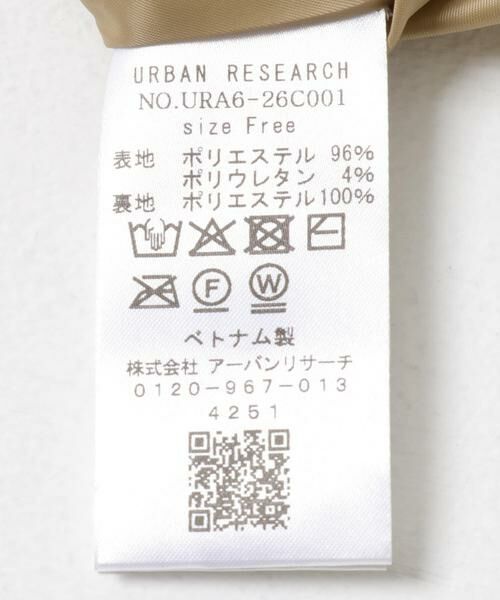 URBAN RESEARCH
NO.URA6-26C001
size Free
表地 ポリエステル 96%
ポリウレタン 4%
裏地 ポリエステル100%
F W
ベトナム製
株式会社 アーバンリサーチ
0120-967-013
4251